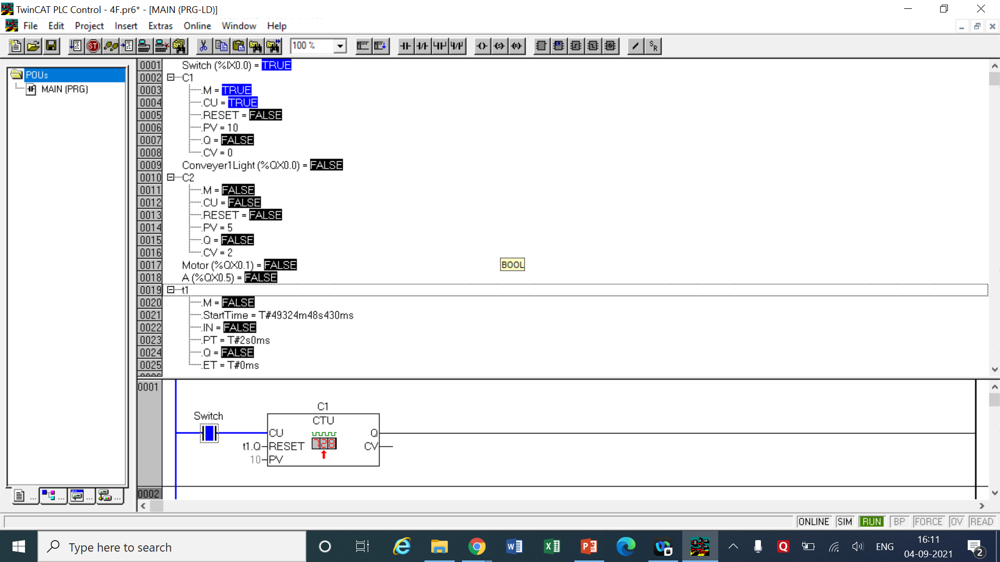 TwinCAT PLC Control - 4F.pr6* - [MAIN (PRG-LD)]
File Edit Project Insert Extras Online Window Help
100 %
POUs
MAIN (PRG)
0001 Switch (%IX0.0) = TRUE
0002 C1
0003 .M = TRUE
0004 .CU = TRUE
0005 .RESET = FALSE
0006 .PV = 10
0007 .Q = FALSE
0008 .CV = 0
0009 Conveyer1Light (%QX0.0) = FALSE
0010 C2
0011 .M = FALSE
0012 .CU = FALSE
0013 .RESET = FALSE
0014 .PV = 5
0015 .Q = FALSE
0016 .CV = 2
0017 Motor (%QX0.1) = FALSE
BOOL
0018 A (%QX0.5) = FALSE
0019 t1
0020 .M = FALSE
0021 .StartTime = T#49324m48s430ms
0022 .IN = FALSE
0023 .PT = T#2s0ms
0024 .Q = FALSE
0025 .ET = T#0ms
0001
C1
Switch CTU
CU Q
t1.Q RESET 728 CV
10 PV
0002
ONLINE SIM RUN BP FORCE OV READ
Type here to search
ENG
16:11
04-09-2021
2